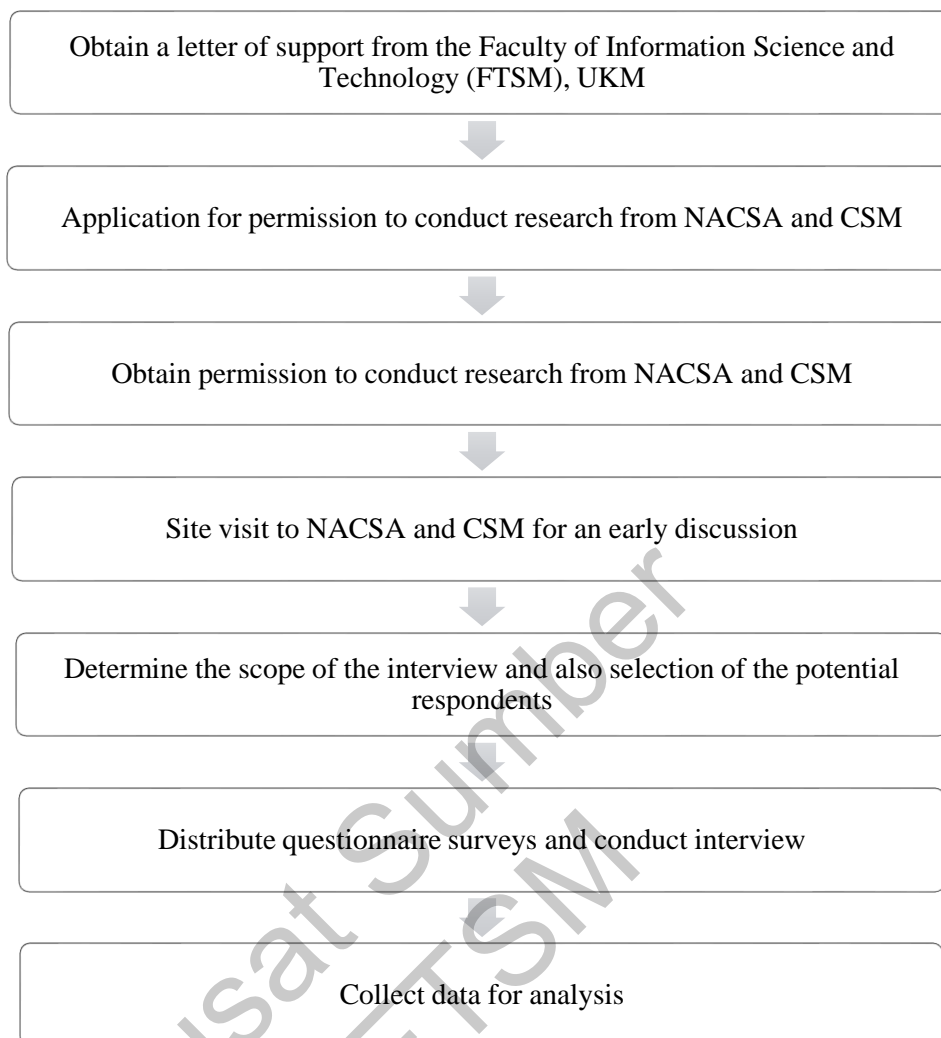 Obtain a letter of support from the Faculty of Information Science and
Technology (FTSM), UKM
Application for permission to conduct research from NACSA and CSM
Obtain permission to conduct research from NACSA and CSM
Site visit to NACSA and CSM for an early discussion
Determine the scope of the interview and also selection of the potential
respondents
Distribute questionnaire surveys and conduct interview
Collect data for analysis
Sumber
FTSM